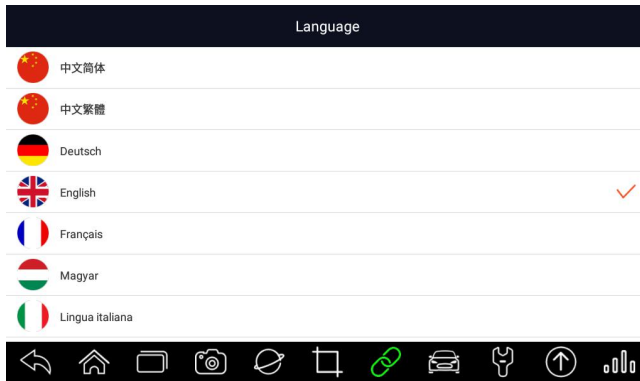 Language
中文简体
中文繁體
Deutsch
English
Français
Magyar
Lingua italiana